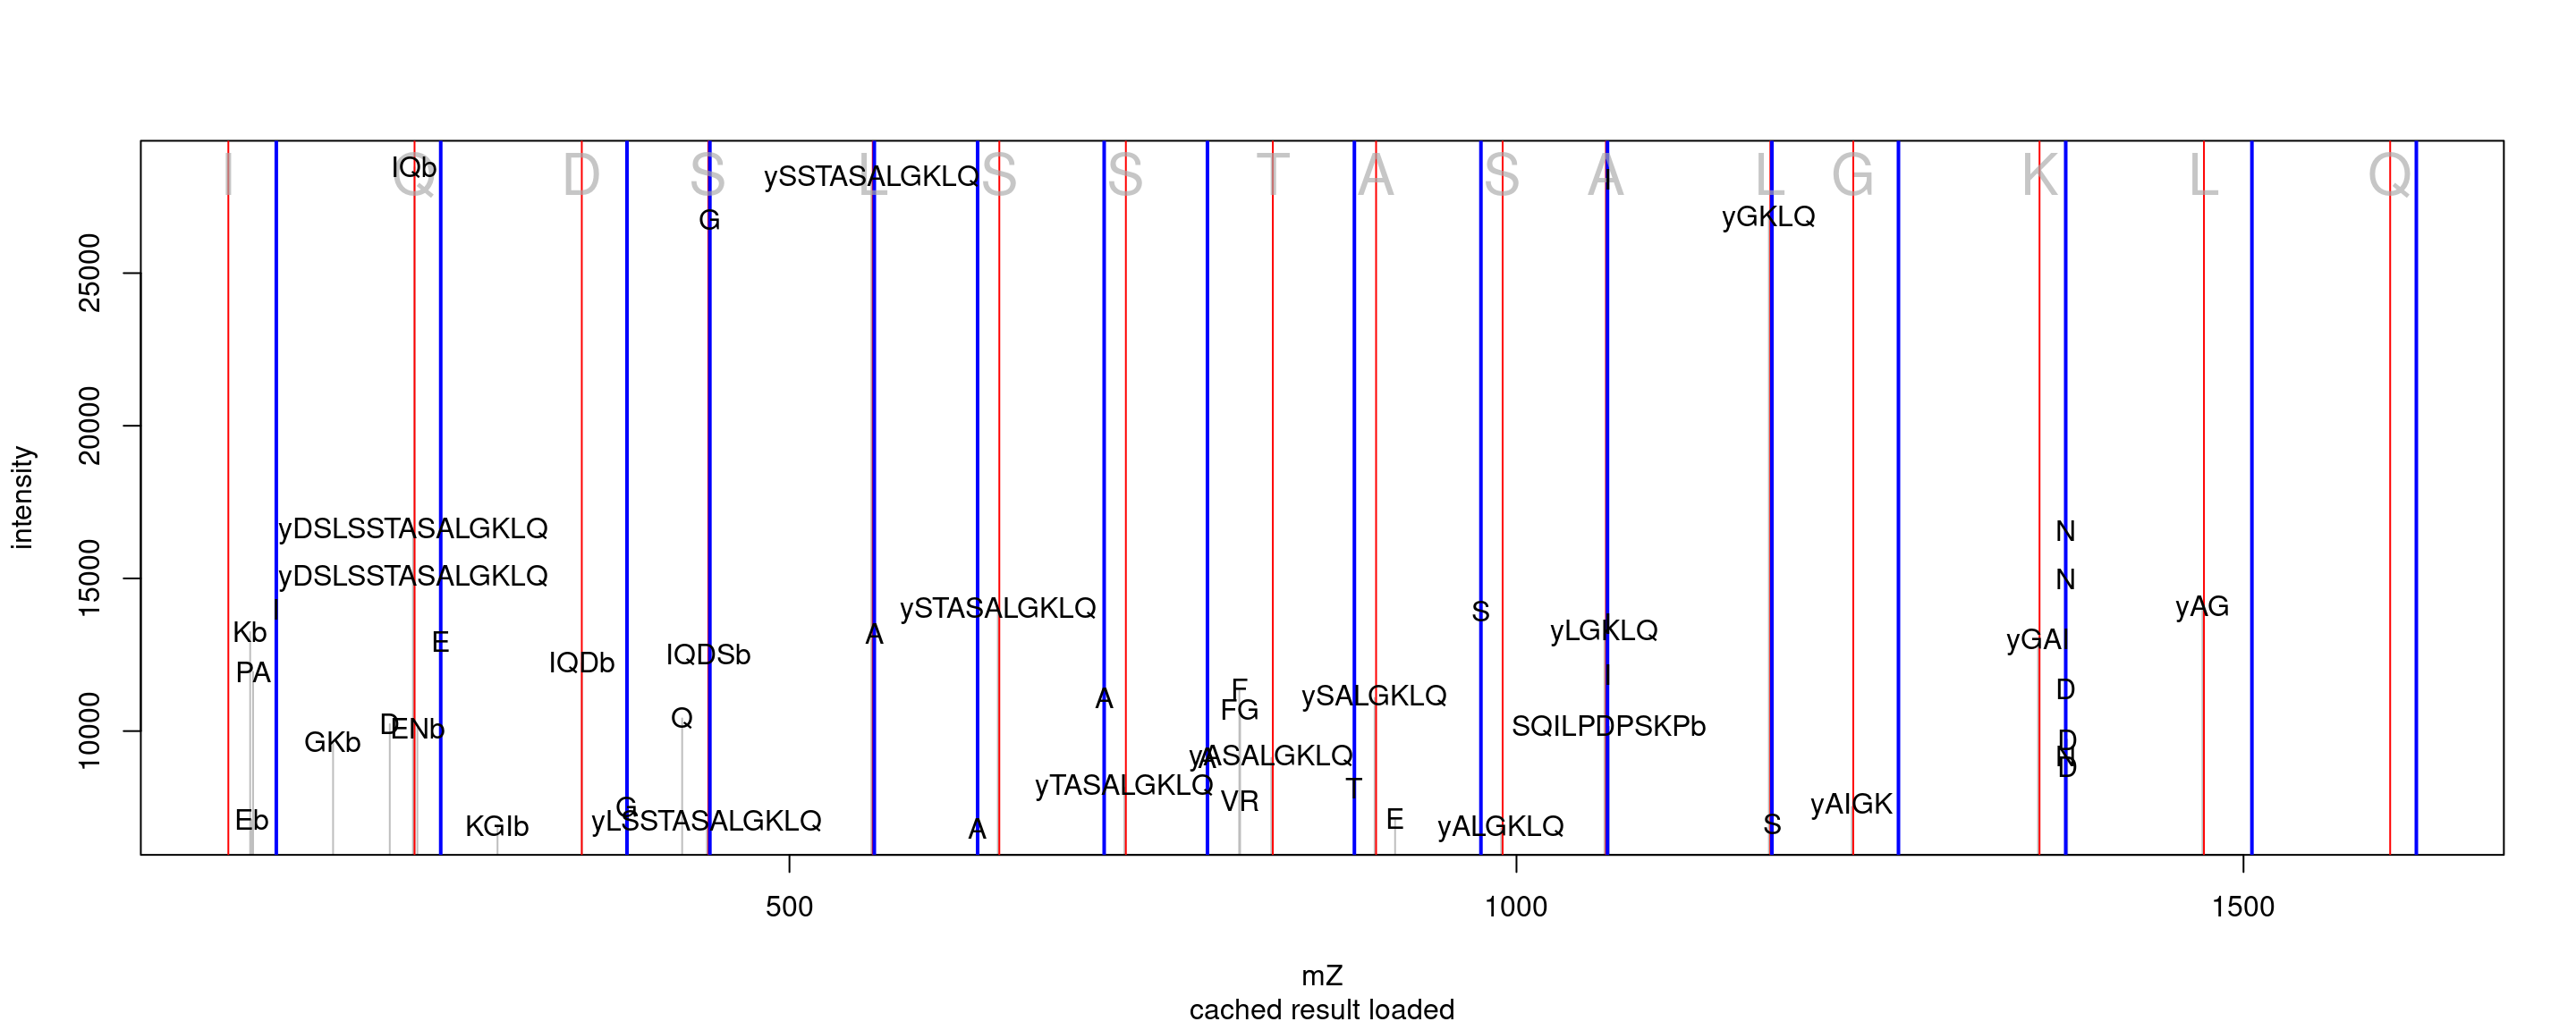 I Q D S L S S T A S A L G K L Q
IQb
ySSTASALGKLQ
I
G
yGKLQ
25000
20000
intensity
yDSLSSTASALGKLQ
N
15000
yDSLSSTASALGKLQ
N
I
ySTASALGKLQ
S
yAG
Kb
A
yLGKLQ
E
yGAI
IQDb
IQDSb
PA
I
F
D
A
ySALGKLQ
FG
Q
D
ENb
SQILPDPSKPb
10000
GKb
D
yASALGKLQ
A
N
D
yTASALGKLQ
T
VR
yAIGK
G
Eb
yLSSTASALGKLQ
E
S
KGIb
A
yALGKLQ
500
1000
1500
mZ
cached result loaded